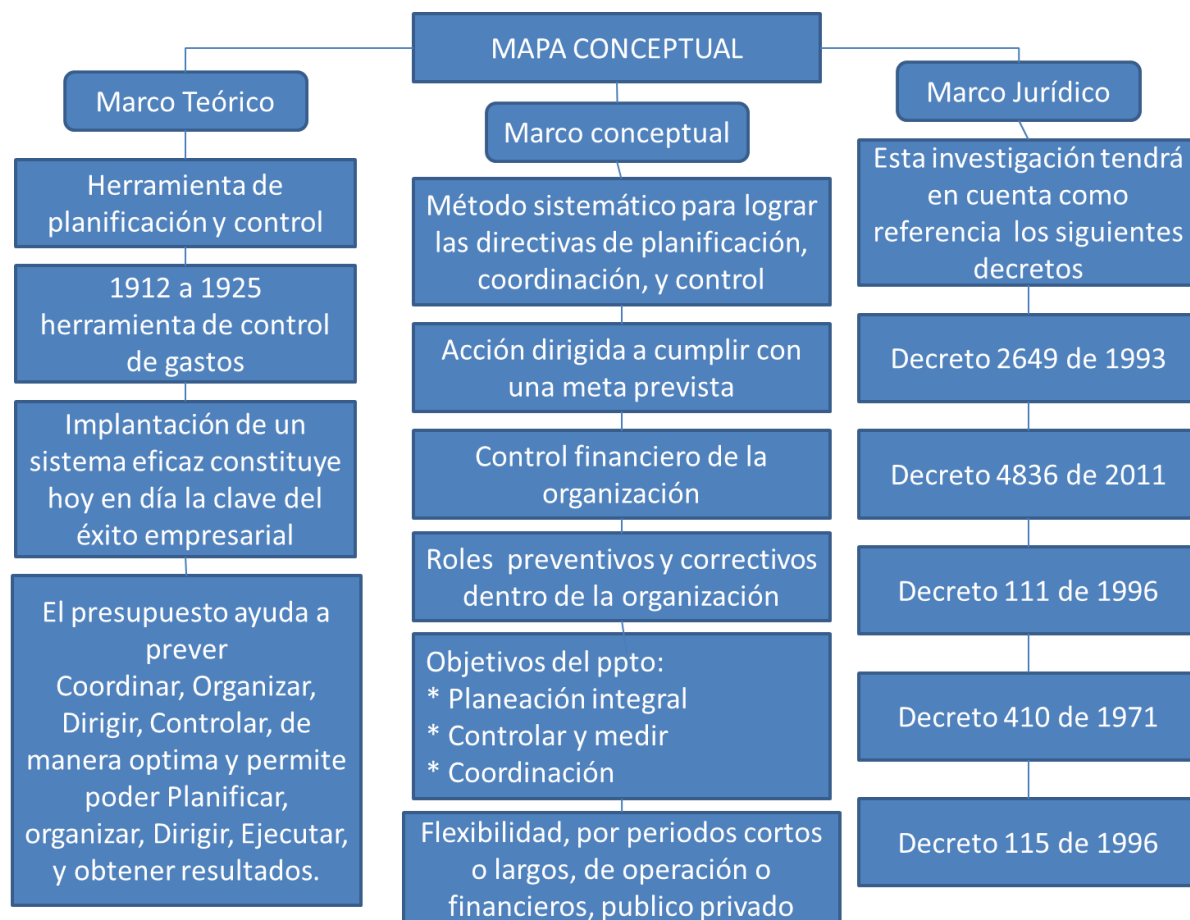 MAPA CONCEPTUAL
Marco Teórico
Herramienta de
planificación y control
1912 a 1925
herramienta de control
de gastos
Implantación de un
sistema eficaz constituye
hoy en día la clave del
éxito empresarial
El presupuesto ayuda a
prever
Coordinar, Organizar,
Dirigir, Controlar, de
manera optima y permite
poder Planificar,
organizar, Dirigir, Ejecutar,
y obtener resultados.
Marco conceptual
Método sistemático para lograr
las directivas de planificación,
coordinación, y control
Acción dirigida a cumplir con
una meta prevista
Control financiero de la
organización
Roles preventivos y correctivos
dentro de la organización
Objetivos del ppto:
* Planeación integral
* Controlar y medir
* Coordinación
Flexibilidad, por periodos cortos
o largos, de operación o
financieros, publico privado
Marco Jurídico
Esta investigación tendrá
en cuenta como
referencia los siguientes
decretos
Decreto 2649 de 1993
Decreto 4836 de 2011
Decreto 111 de 1996
Decreto 410 de 1971
Decreto 115 de 1996